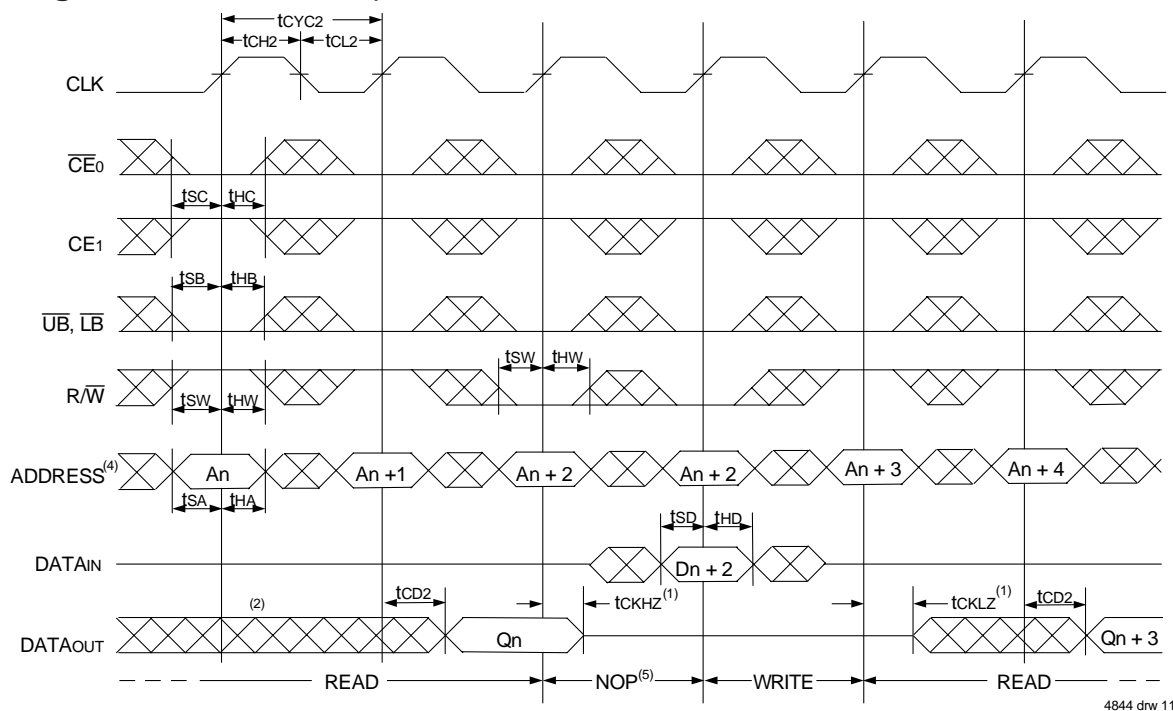 tCYC2
tCH2 tCL2
CLK
CE0
tSC tHC
CE1
tSB tHB
UB, LB
tSW tHW
R/W
tSW tHW
ADDRESS(4) An An +1 An + 2 An + 2 An + 3 An + 4
tSA tHA
tSD tHD
DATAIN Dn + 2
tCD2 tCKHZ(1) tCKLZ(1) tCD2
(2)
DATAOUT Qn Qn + 3
READ NOP(5) WRITE READ
4844 drw 11